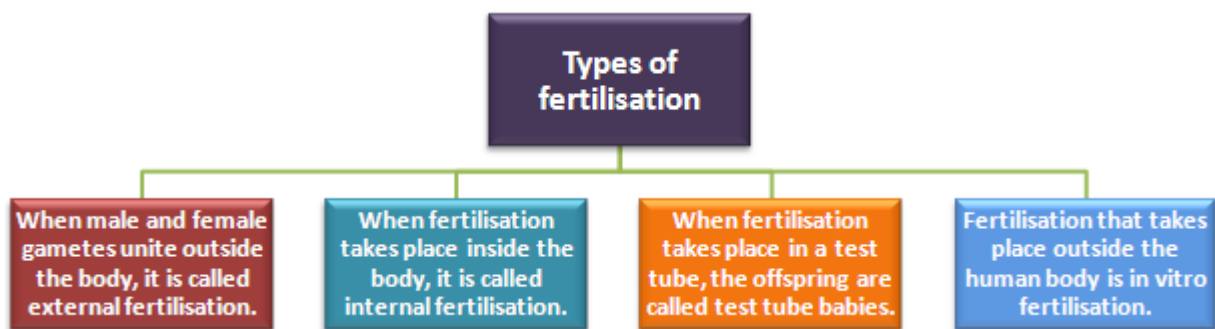 Types of
fertilisation
When male and female
gametes unite outside
the body, it is called
external fertilisation.
When fertilisation
takes place inside the
body, it is called
internal fertilisation.
When fertilisation
takes place in a test
tube, the offspring are
called test tube babies.
Fertilisation that takes
place outside the
human body is in vitro
fertilisation.